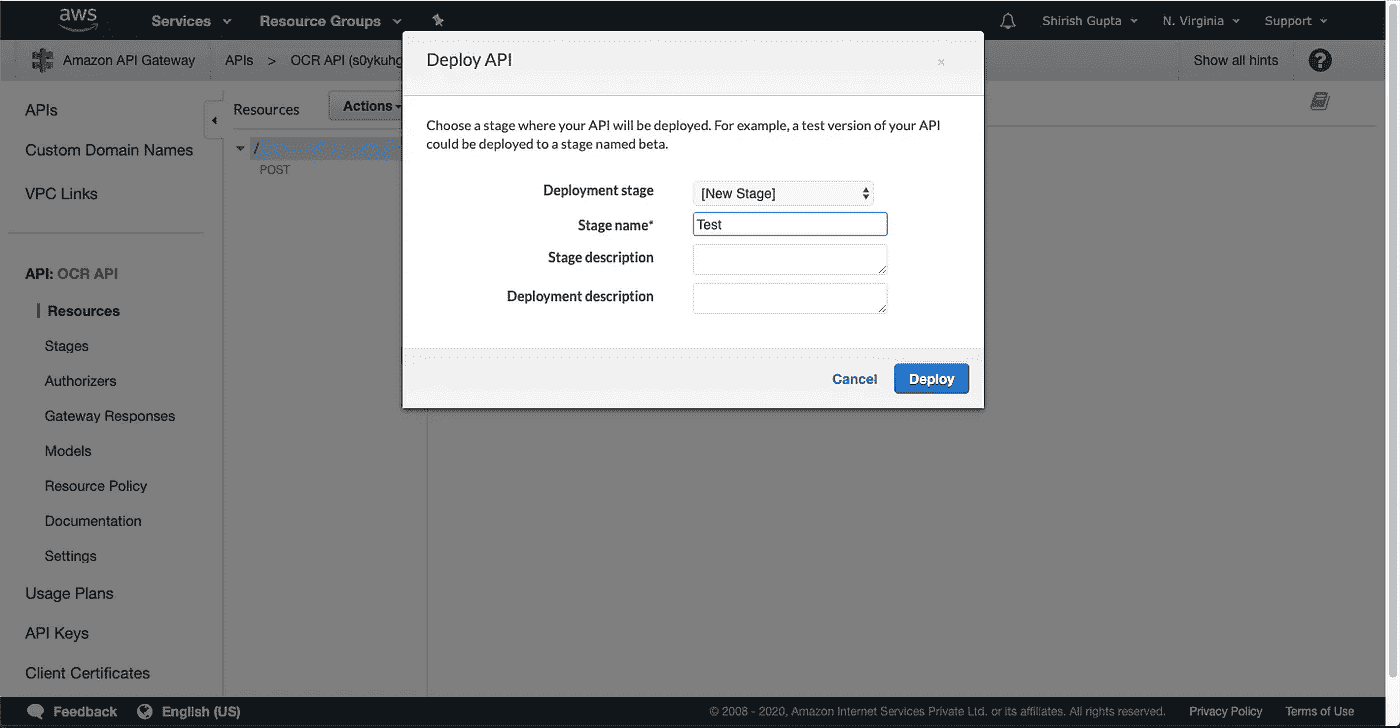 aws Services Resource Groups Shirish Gupta N. Virginia Support
Amazon API Gateway APIs > OCR API Show all hints ?
Deploy API ×
Choose a stage where your API will be deployed. For example, a test version of your API
could be deployed to a stage named beta.
Deployment stage [New Stage]
Stage name* Test
Stage description
Deployment description
Cancel Deploy
APIs
Custom Domain Names
VPC Links
API: OCR API
Resources
Stages
Authorizers
Gateway Responses
Models
Resource Policy
Documentation
Settings
Usage Plans
API Keys
Client Certificates
Resources Actions
/
POST
Feedback English (US) © 2008 - 2020, Amazon Internet Services Private Ltd. or its affiliates. All rights reserved. Privacy Policy Terms of Use